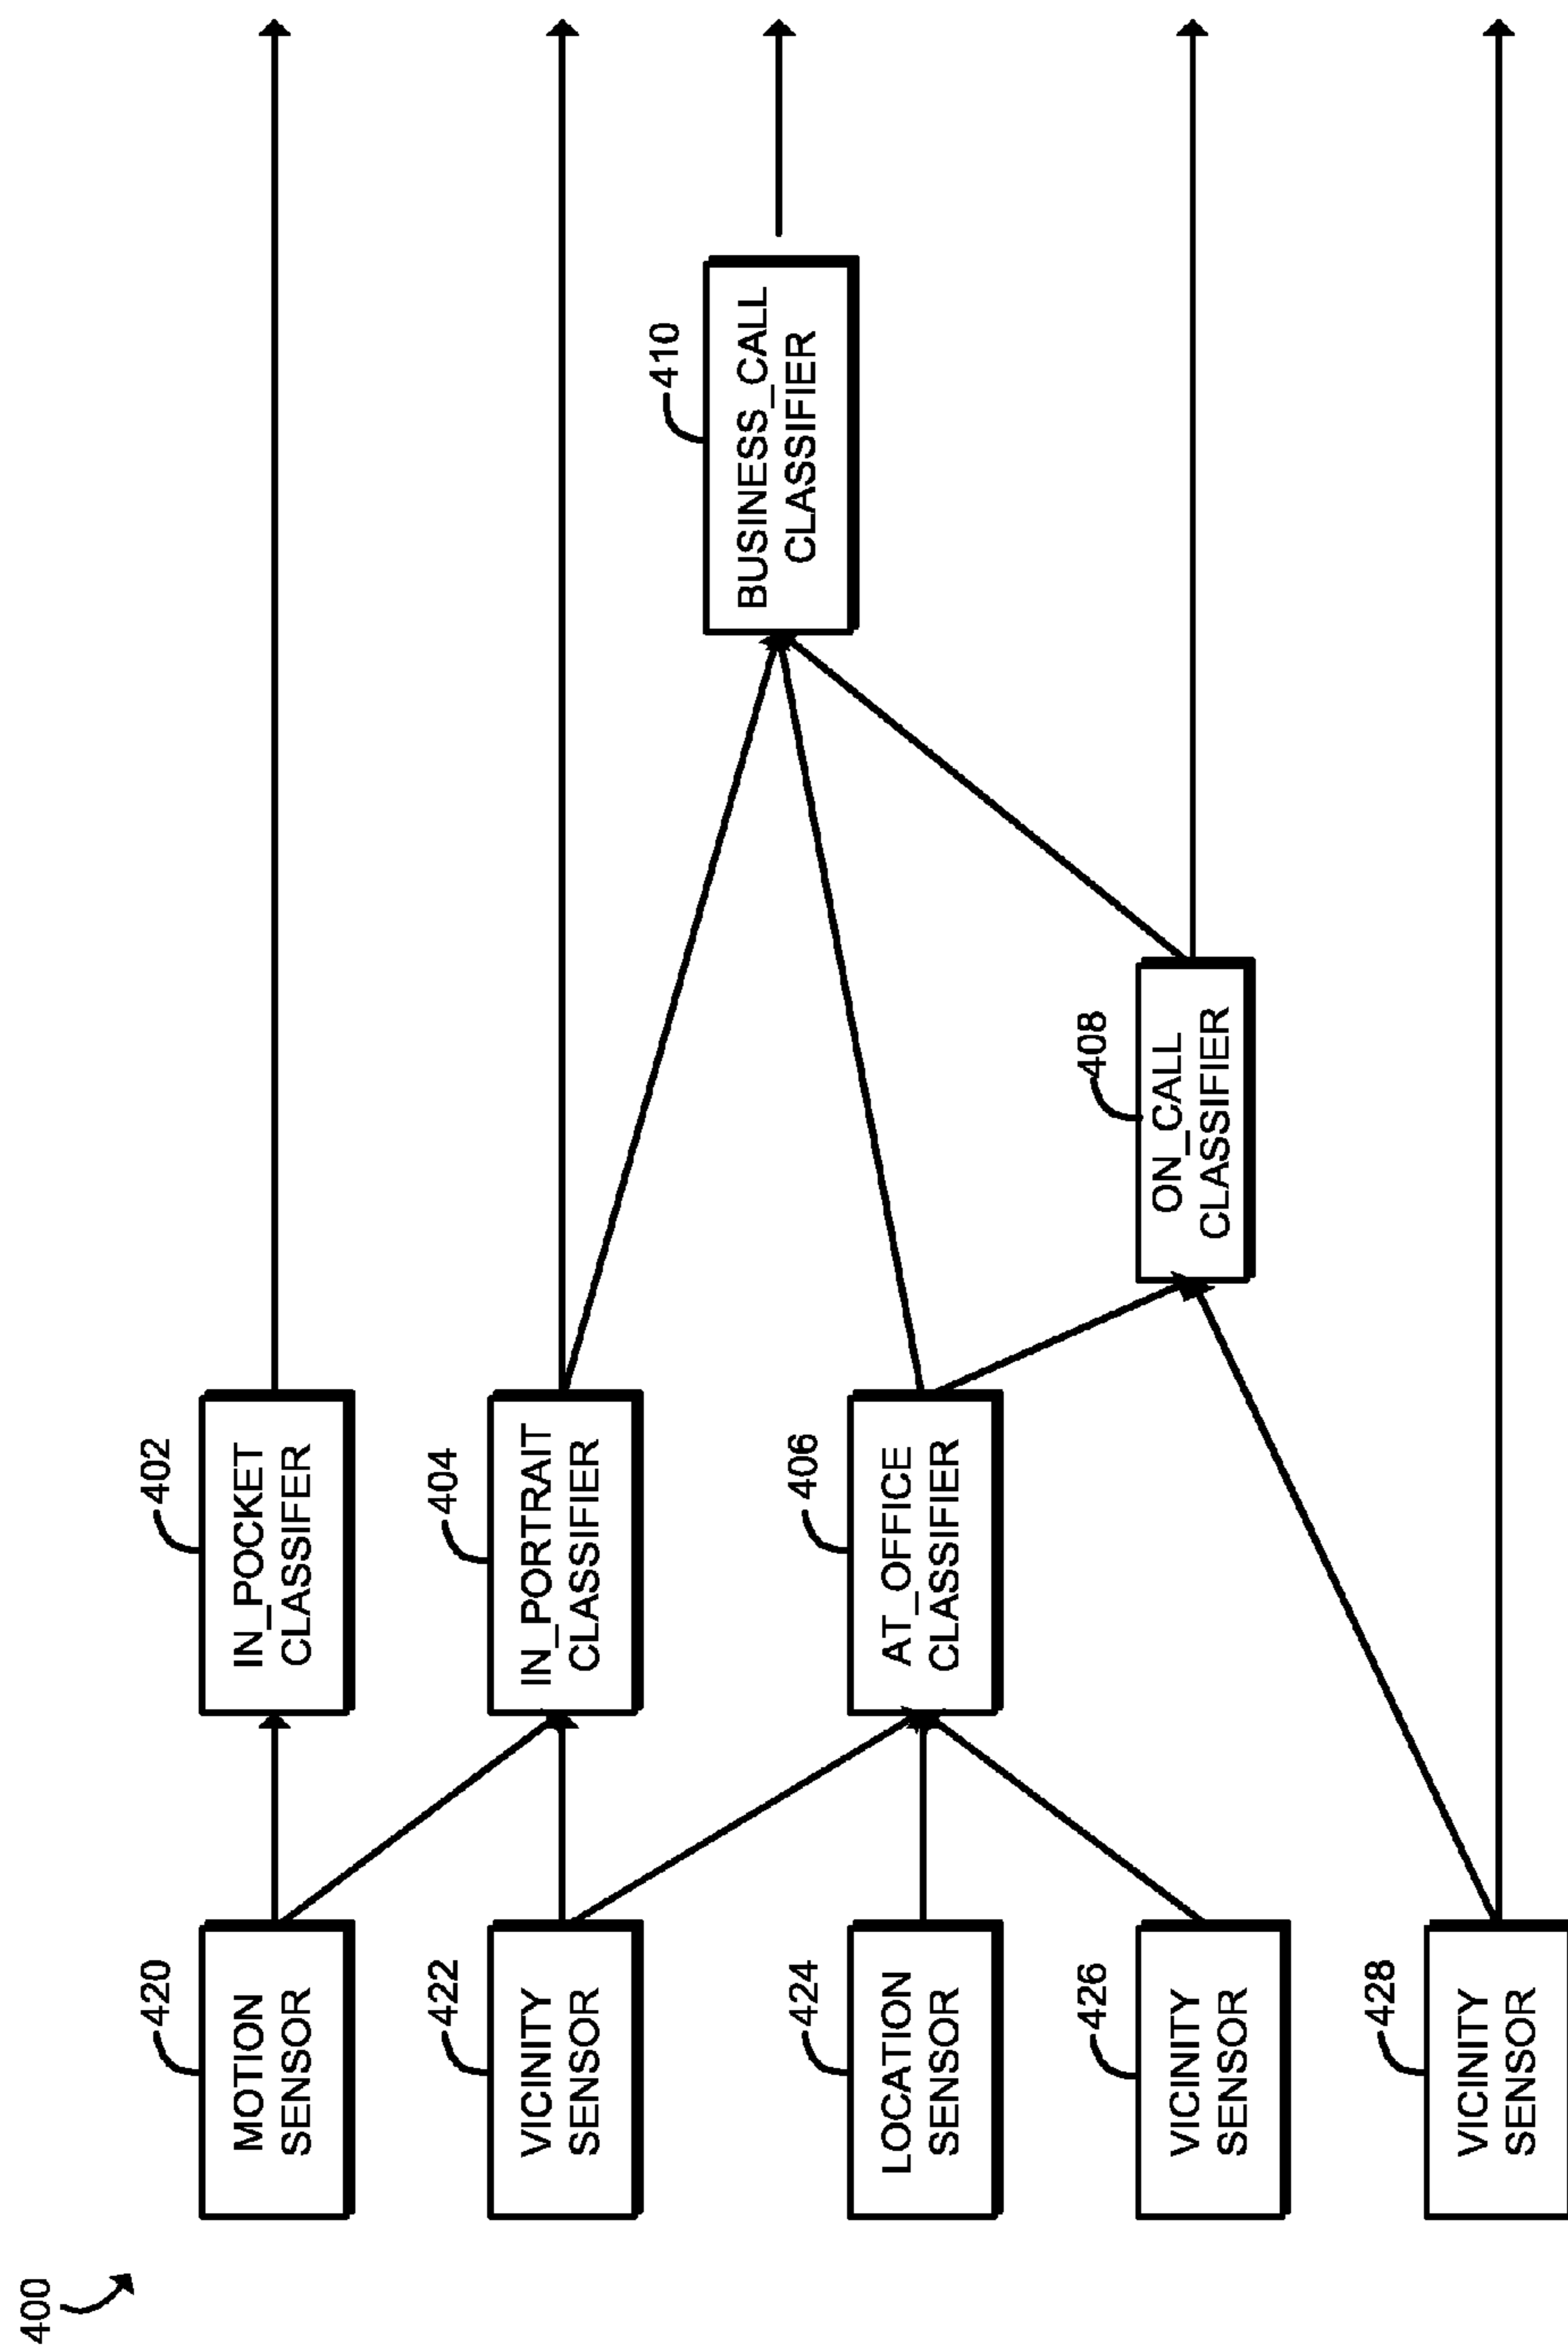 400
420
MOTION
SENSOR
422
VICINITY
SENSOR
424
LOCATION
SENSOR
426
VICINITY
SENSOR
428
VICINITY
SENSOR
402
IN_POCKET
CLASSIFER
404
IN_PORTRAIT
CLASSIFIER
406
AT_OFFICE
CLASSIFIER
408
ON_CALL
CLASSIFIER
410
BUSINESS_CALL
CLASSIFIER